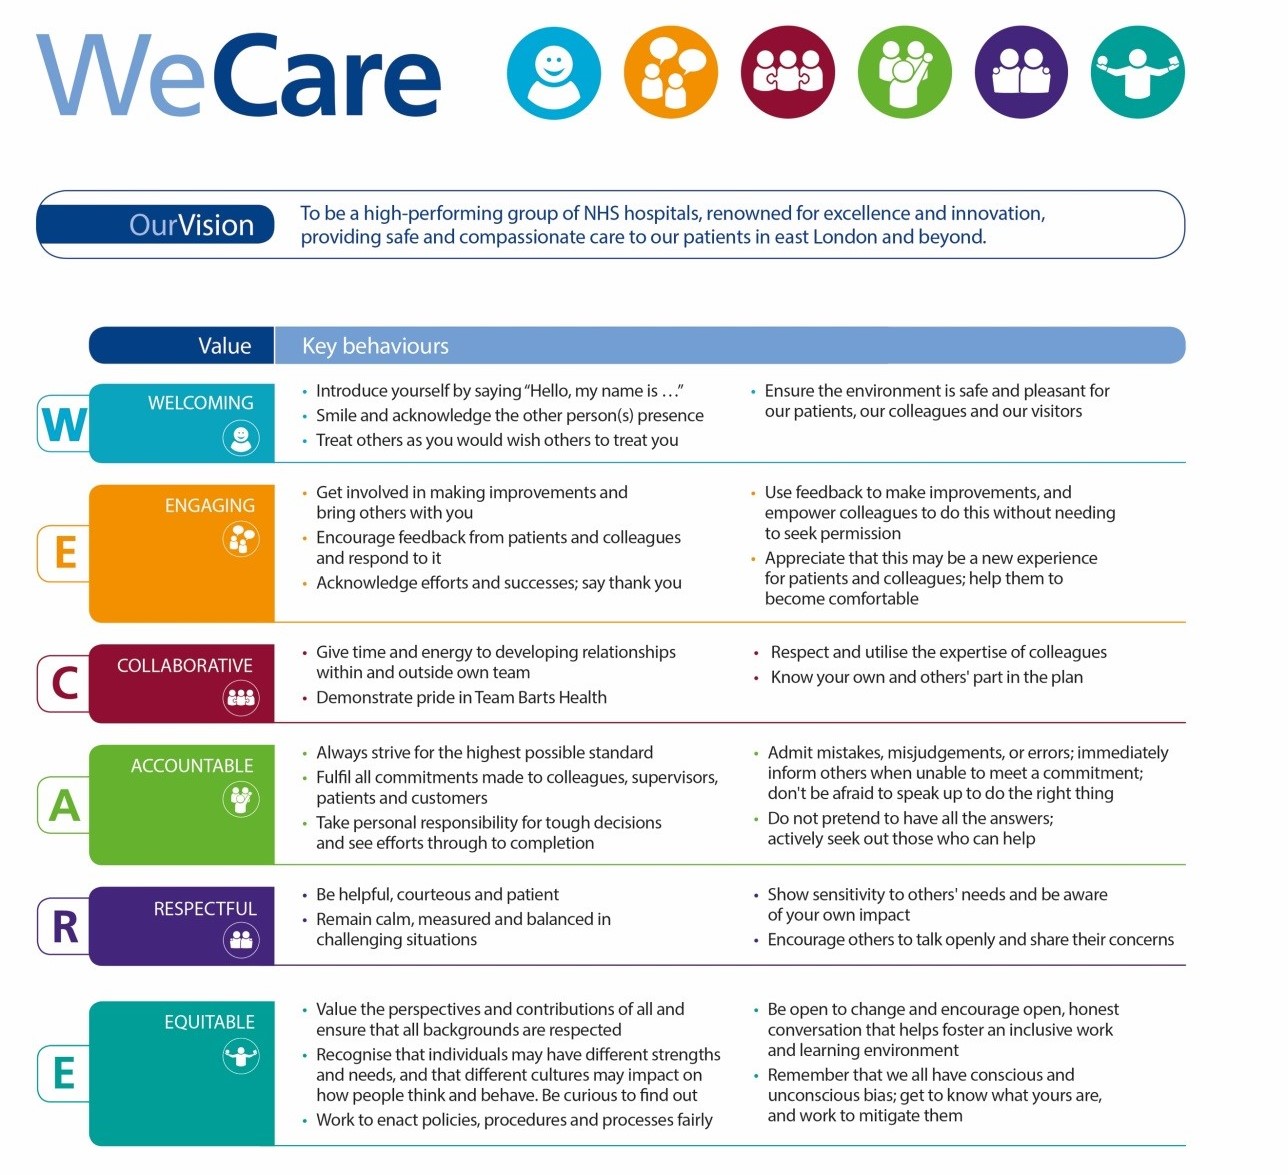 WeCare
OurVision
To be a high-performing group of NHS hospitals, renowned for excellence and innovation,
providing safe and compassionate care to our patients in east London and beyond.
Value
Key behaviours
W
WELCOMING
• Introduce yourself by saying “Hello, my name is …”
• Smile and acknowledge the other person(s) presence
• Treat others as you would wish others to treat you
• Ensure the environment is safe and pleasant for
our patients, our colleagues and our visitors
E
ENGAGING
• Get involved in making improvements and
bring others with you
• Encourage feedback from patients and colleagues
and respond to it
• Acknowledge efforts and successes; say thank you
• Use feedback to make improvements, and
empower colleagues to do this without needing
to seek permission
• Appreciate that this may be a new experience
for patients and colleagues; help them to
become comfortable
C
COLLABORATIVE
• Give time and energy to developing relationships
within and outside own team
• Demonstrate pride in Team Barts Health
• Respect and utilise the expertise of colleagues
• Know your own and others' part in the plan
A
ACCOUNTABLE
• Always strive for the highest possible standard
• Fulfil all commitments made to colleagues, supervisors,
patients and customers
• Take personal responsibility for tough decisions
and see efforts through to completion
• Admit mistakes, misjudgements, or errors; immediately
inform others when unable to meet a commitment;
don't be afraid to speak up to do the right thing
• Do not pretend to have all the answers;
actively seek out those who can help
R
RESPECTFUL
• Be helpful, courteous and patient
• Remain calm, measured and balanced in
challenging situations
• Show sensitivity to others' needs and be aware
of your own impact
• Encourage others to talk openly and share their concerns
E
EQUITABLE
• Value the perspectives and contributions of all and
ensure that all backgrounds are respected
• Recognise that individuals may have different strengths
and needs, and that different cultures may impact on
how people think and behave. Be curious to find out
• Work to enact policies, procedures and processes fairly
• Be open to change and encourage open, honest
conversation that helps foster an inclusive work
and learning environment
• Remember that we all have conscious and
unconscious bias; get to know what yours are,
and work to mitigate them